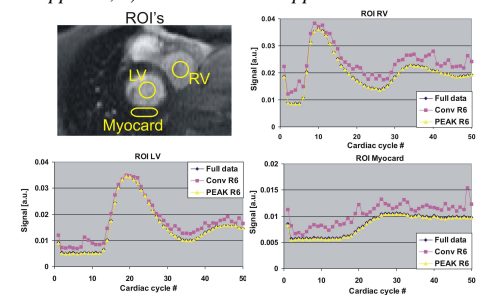 ROI's
LV
RV
Myocard
ROI RV
Signal [a.u.]
0.04
0.03
0.02
0.01
0
0 10 20 30 40 50
Cardiac cycle #
Full data
Conv R6
PEAK R6
ROI LV
Signal [a.u.]
0.04
0.03
0.02
0.01
0
0 10 20 30 40 50
Cardiac cycle #
Full data
Conv R6
PEAK R6
ROI Myocard
Signal [a.u.]
0.02
0.015
0.01
0.005
0
0 10 20 30 40 50
Cardiac cycle #
Full data
Conv R6
PEAK R6